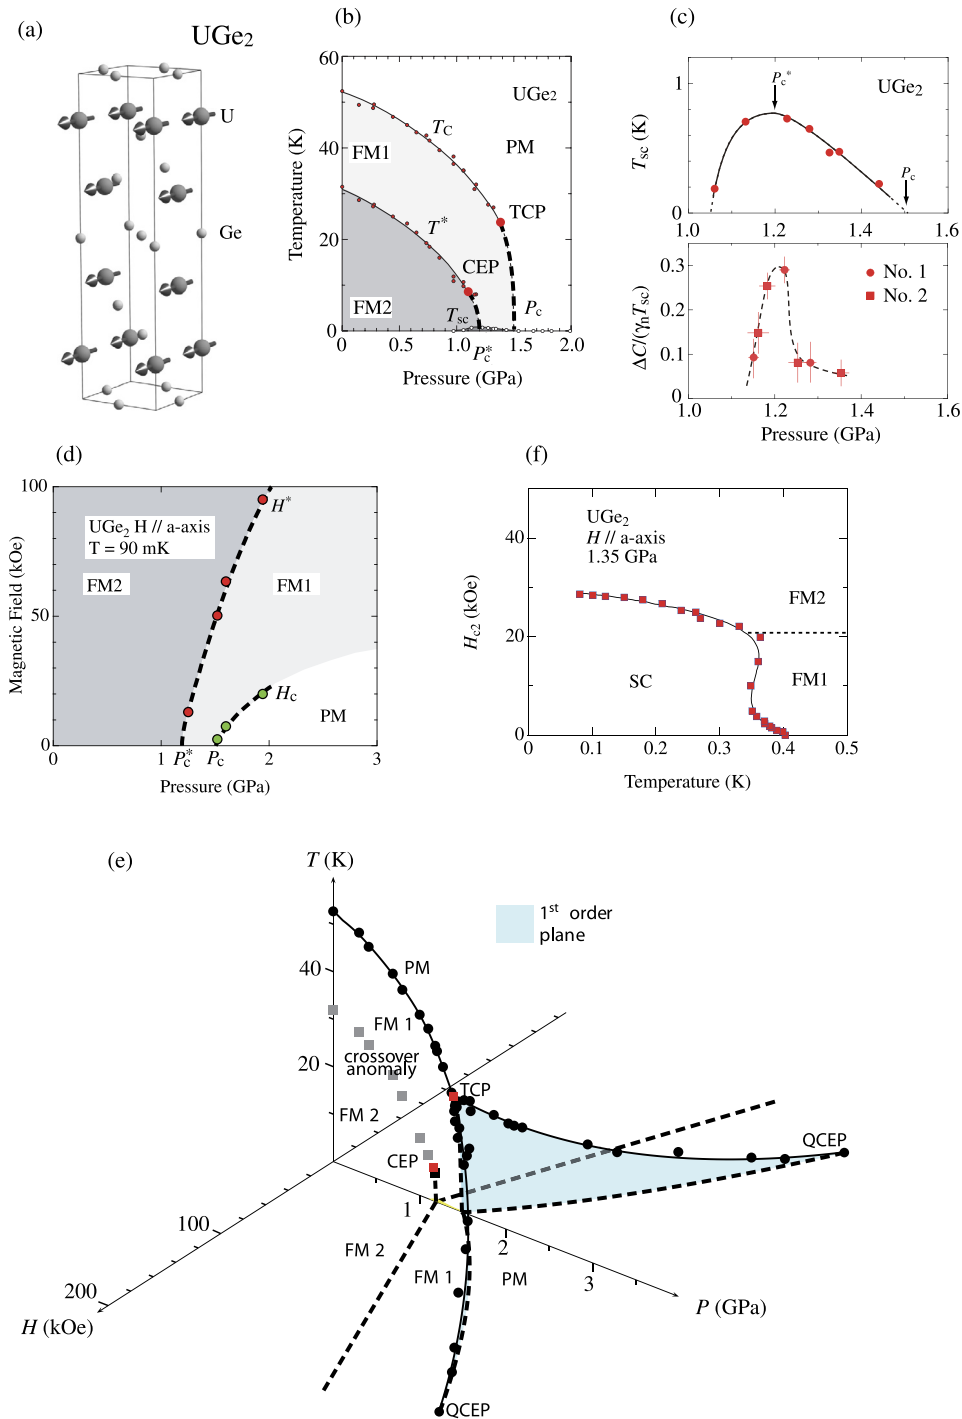 (a)
UGe2
U
Ge
(b)
60
40
20
0
Temperature (K)
UGe2
TC
FM1
PM
T*
TCP
CEP
FM2
Tsc
Pc
0.0
0.5
1.0
1.5
2.0
Pc*
Pressure (GPa)
(c)
1
0
Tsc (K)
Pc*
UGe2
Pc
1.0
1.2
1.4
1.6
0.3
0.2
0.1
0
ΔC/(γnTsc)
No. 1
No. 2
1.0
1.2
1.4
1.6
Pressure (GPa)
(d)
100
50
0
Magnetic Field (kOe)
UGe2 H // a-axis
T = 90 mK
H*
FM2
FM1
Hc
PM
1
Pc*
Pc
2
3
Pressure (GPa)
(f)
40
20
0
Hc2 (kOe)
UGe2
H // a-axis
1.35 GPa
FM2
SC
FM1
0
0.1
0.2
0.3
0.4
0.5
Temperature (K)
(e)
T (K)
1st order
plane
40
20
PM
FM 1
crossover
anomaly
FM 2
TCP
CEP
QCEP
1
2
3
P (GPa)
100
200
H (kOe)
FM 2
FM 1
PM
QCEP